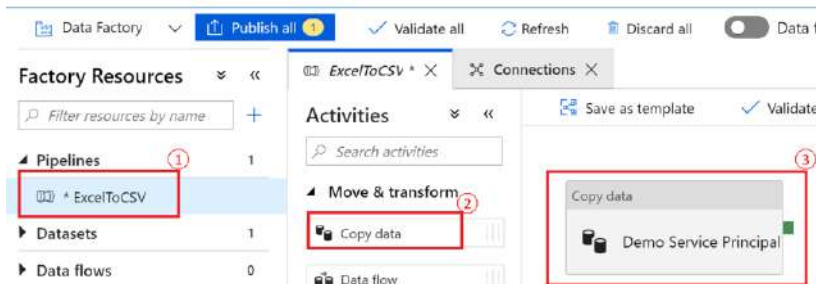 Data Factory
Publish all 1
Validate all
Refresh
Discard all
Data f
Factory Resources
Filter resources by name
Pipelines 1
1
* ExcelToCSV
Datasets 1
Data flows 0
ExcelToCSV *
Connections
Activities
Search activities
Move & transform
2
Copy data
Data flow
Save as template
Validate
3
Copy data
Demo Service Principal